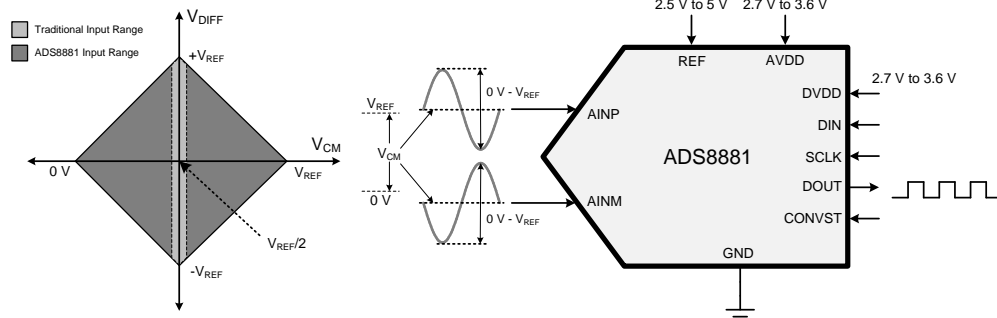 Traditional Input Range
ADS8881 Input Range
VDIFF
+VREF
VCM
0 V
VREF
VREF/2
-VREF
VREF
VCM
0 V
0 V - VREF
0 V - VREF
2.5 V to 5 V
2.7 V to 3.6 V
REF
AVDD
2.7 V to 3.6 V
DVDD
AINP
DIN
ADS8881
SCLK
DOUT
AINM
CONVST
GND